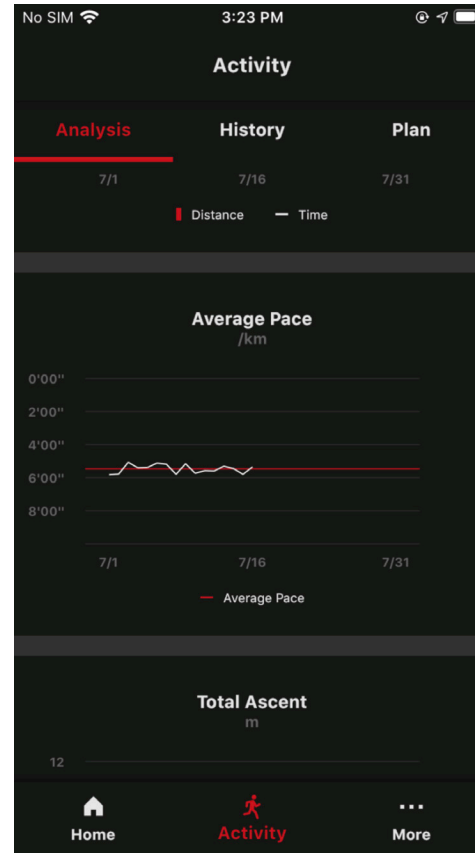 No SIM 3:23 PM
Activity
Analysis History Plan
7/1 7/16 7/31
Distance Time
Average Pace
/km
0'00"
2'00"
4'00"
6'00"
8'00"
7/1 7/16 7/31
Average Pace
Total Ascent
m
12
Home Activity More